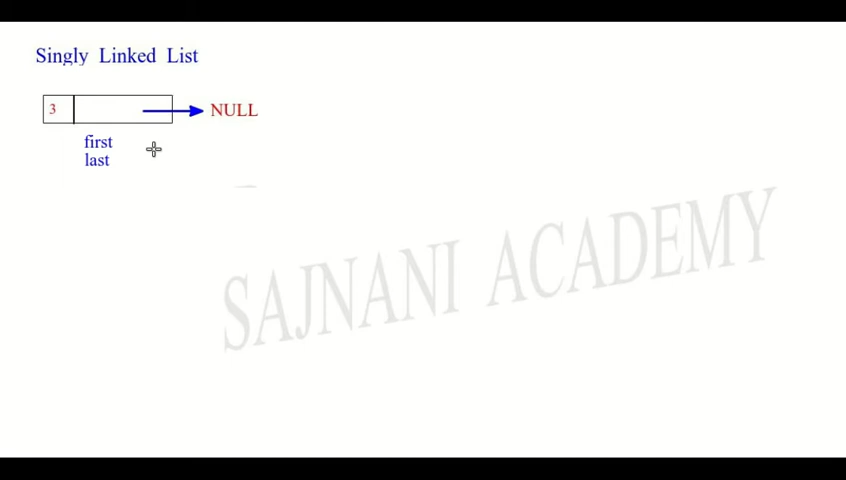 Singly Linked List
3 NULL
first
last
SAJNANI ACADEMY